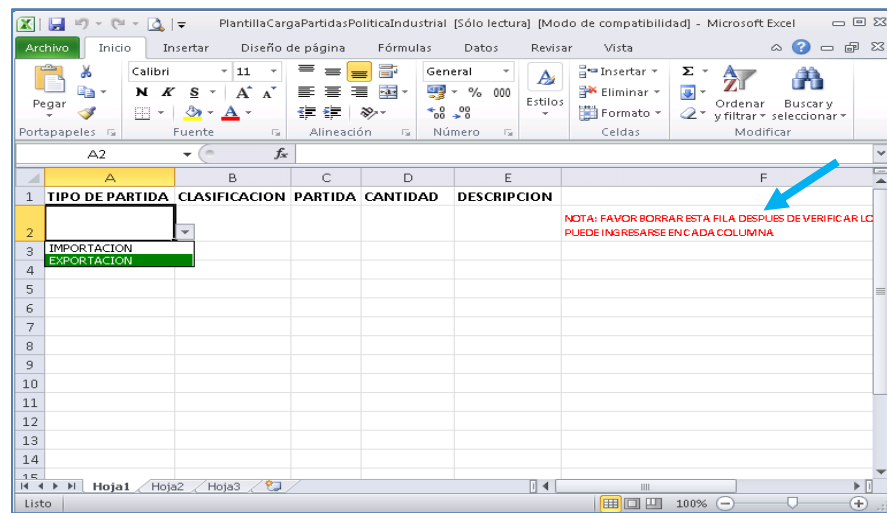 PlantillaCargaPartidasPoliticaIndustrial [Sólo lectura] [Modo de compatibilidad] - Microsoft Excel
Archivo Inicio Insertar Diseño de página Fórmulas Datos Revisar Vista
Pegar
Calibri 11
N K S A A
A
General
% 000
Estilos
Insertar
Eliminar
Formato
Σ
Ordenar y filtrar
Buscar y seleccionar
Portapapeles Fuente Alineación Número Celdas Modificar
A2 fx
A B C D E F
1 TIPO DE PARTIDA CLASIFICACION PARTIDA CANTIDAD DESCRIPCION
NOTA: FAVOR BORRAR ESTA FILA DESPUES DE VERIFICAR LO
2 PUEDE INGRESARSE EN CADA COLUMNA
3 IMPORTACION
EXPORTACION
4
5
6
7
8
9
10
11
12
13
14
15
Hoja1 Hoja2 Hoja3
Listo 100%